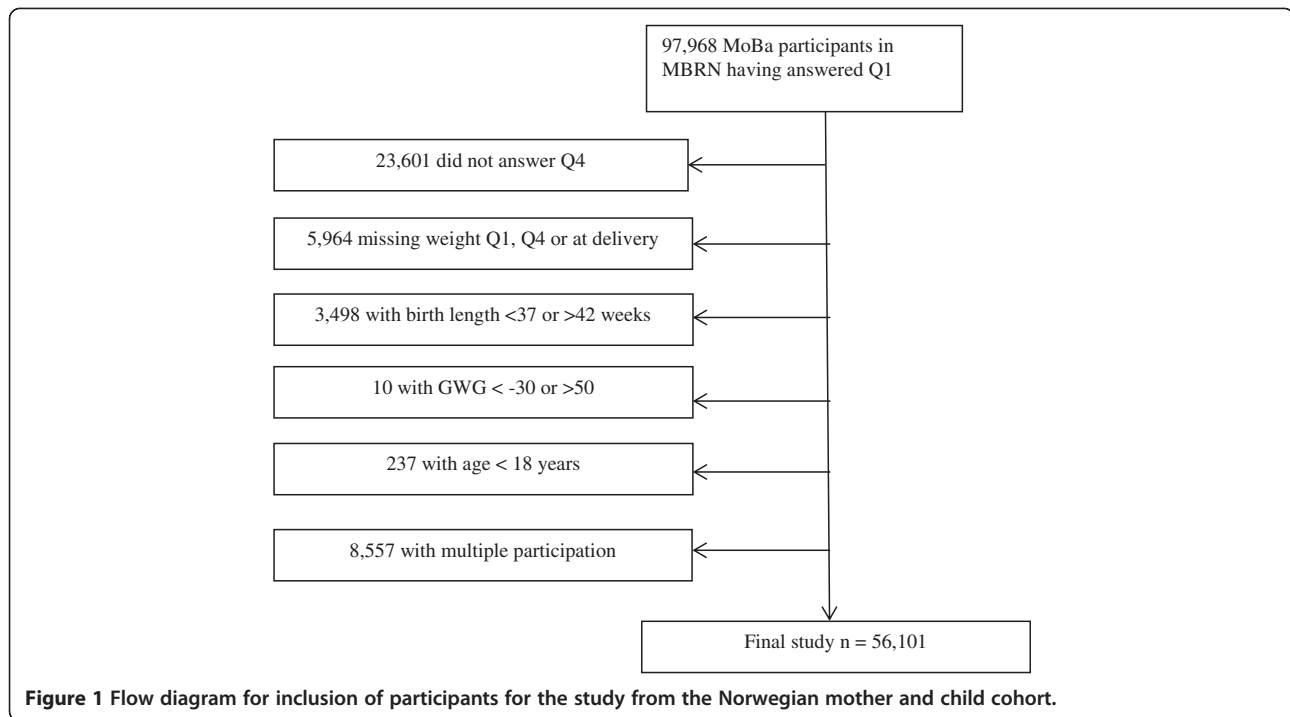 97,968 MoBa participants in
MBRN having answered Q1
23,601 did not answer Q4
5,964 missing weight Q1, Q4 or at delivery
3,498 with birth length <37 or >42 weeks
10 with GWG < -30 or >50
237 with age < 18 years
8,557 with multiple participation
Final study n = 56,101
Figure 1 Flow diagram for inclusion of participants for the study from the Norwegian mother and child cohort.